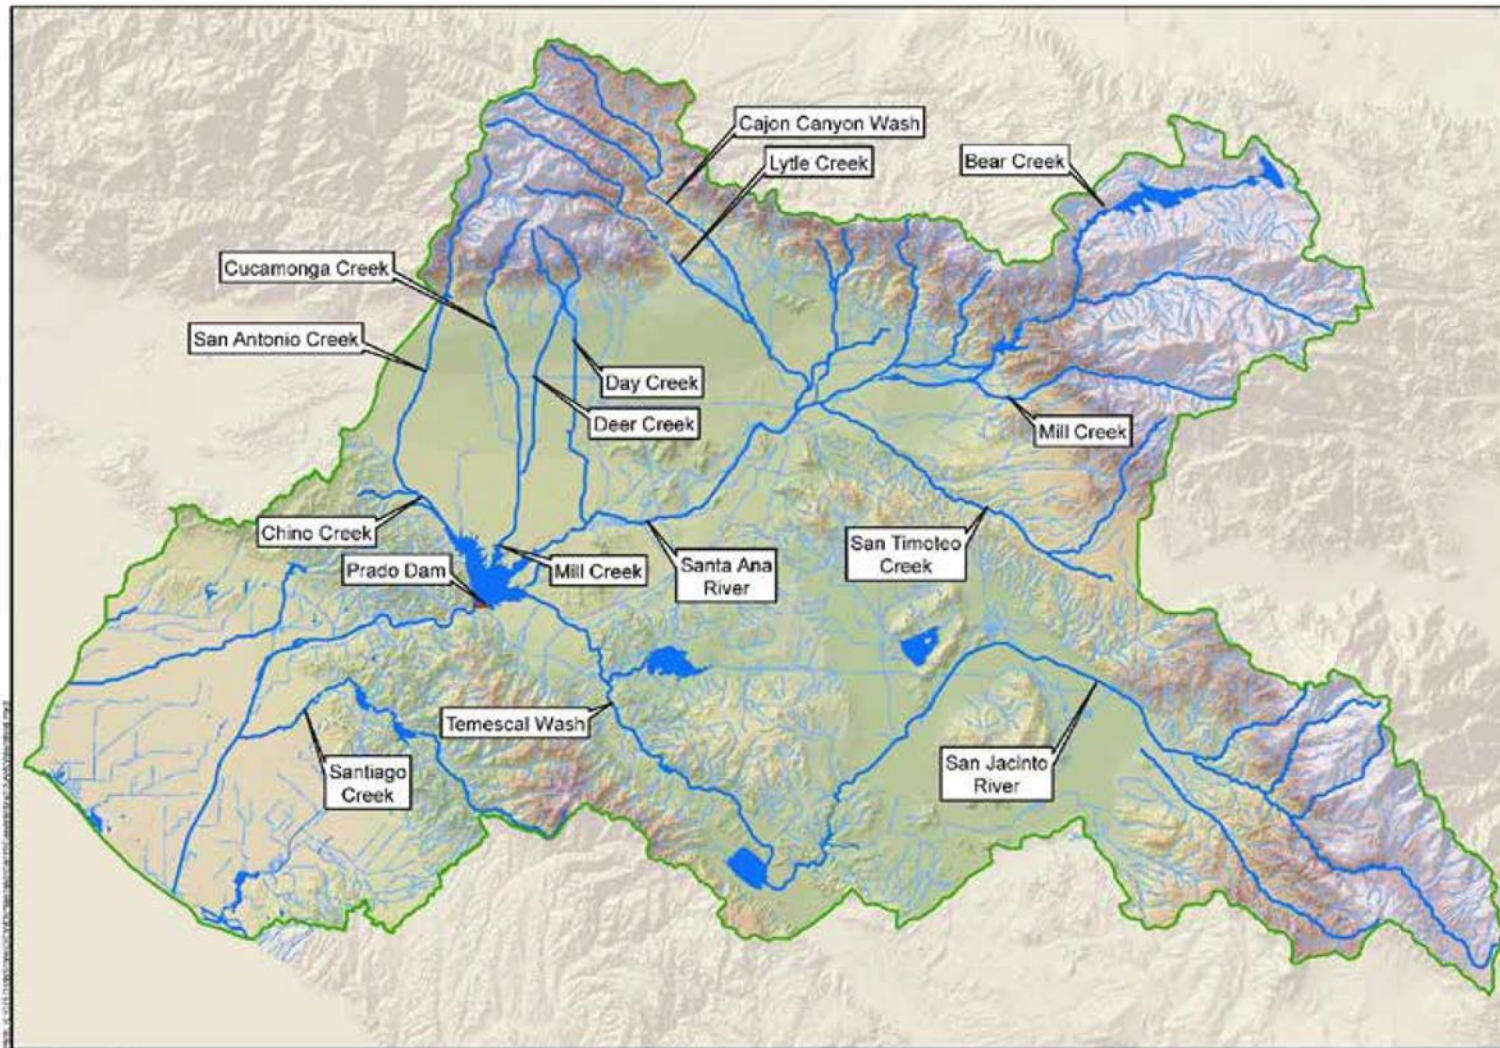 Cajon Canyon Wash
Lytle Creek
Bear Creek
Cucamonga Creek
San Antonio Creek
Day Creek
Deer Creek
Mill Creek
Chino Creek
Prado Dam
Mill Creek
Santa Ana
River
San Timoteo
Creek
Temescal Wash
Santiago
Creek
San Jacinto
River